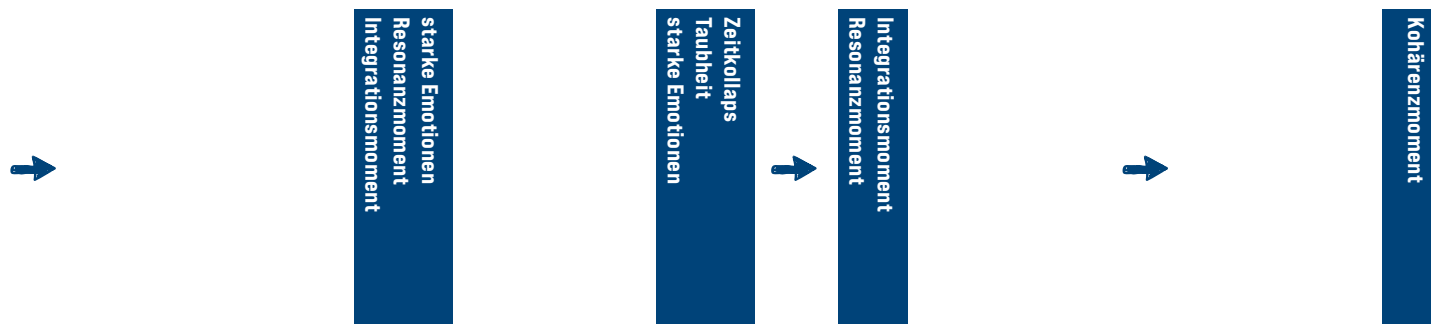 starke Emotionen
Resonanzmoment
Integrationsmoment
Zeitkollaps
Taubheit
starke Emotionen
Integrationsmoment
Resonanzmoment
Kohärenzmoment